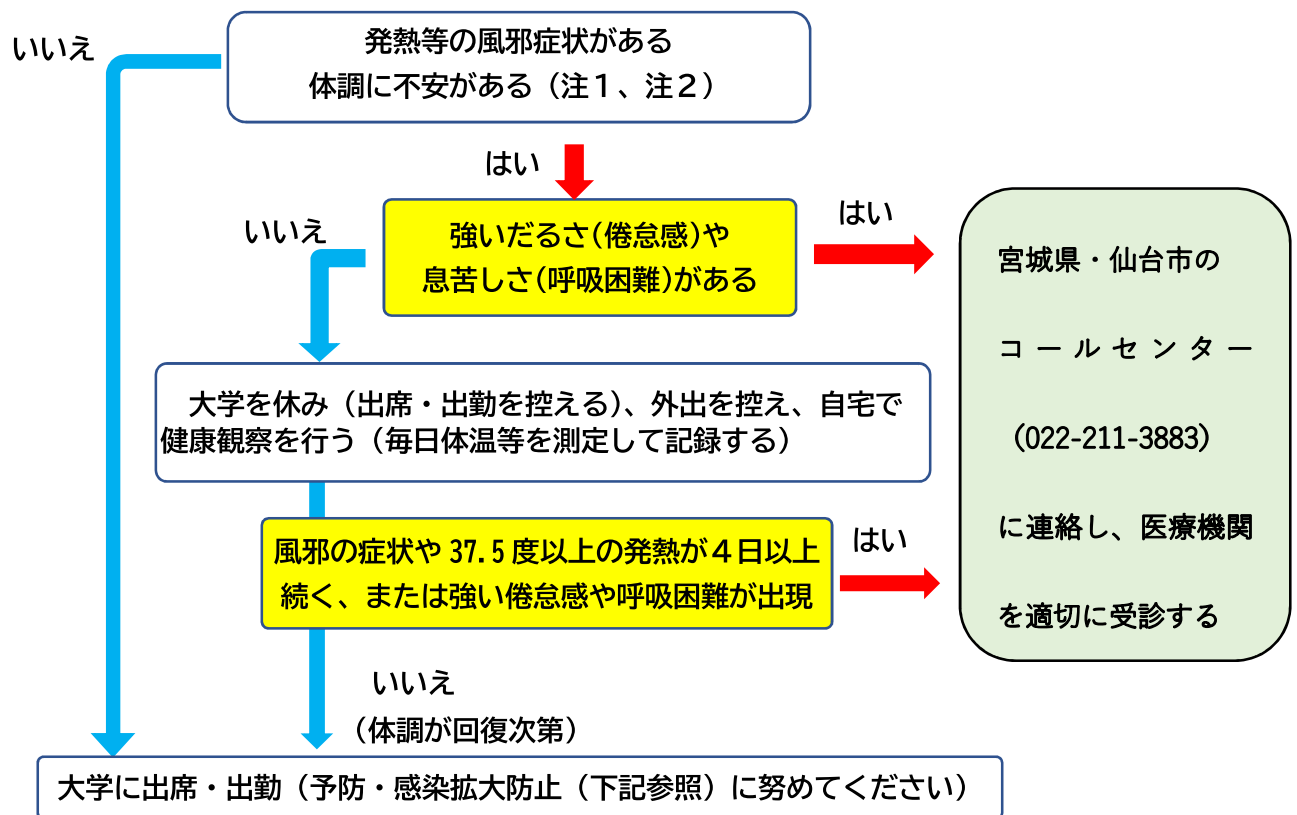 いいえ
発熱等の風邪症状がある
体調に不安がある（注１、注２）
はい
いいえ
強いだるさ(倦怠感)や
息苦しさ(呼吸困難)がある
はい
宮城県・仙台市の
コールセンター
（022-211-3883）
に連絡し、医療機関
を適切に受診する
大学を休み（出席・出勤を控える）、外出を控え、自宅で
健康観察を行う（毎日体温等を測定して記録する）
風邪の症状や 37.5 度以上の発熱が４日以上
続く、または強い倦怠感や呼吸困難が出現
はい
いいえ
（体調が回復次第）
大学に出席・出勤（予防・感染拡大防止（下記参照）に努めてください）